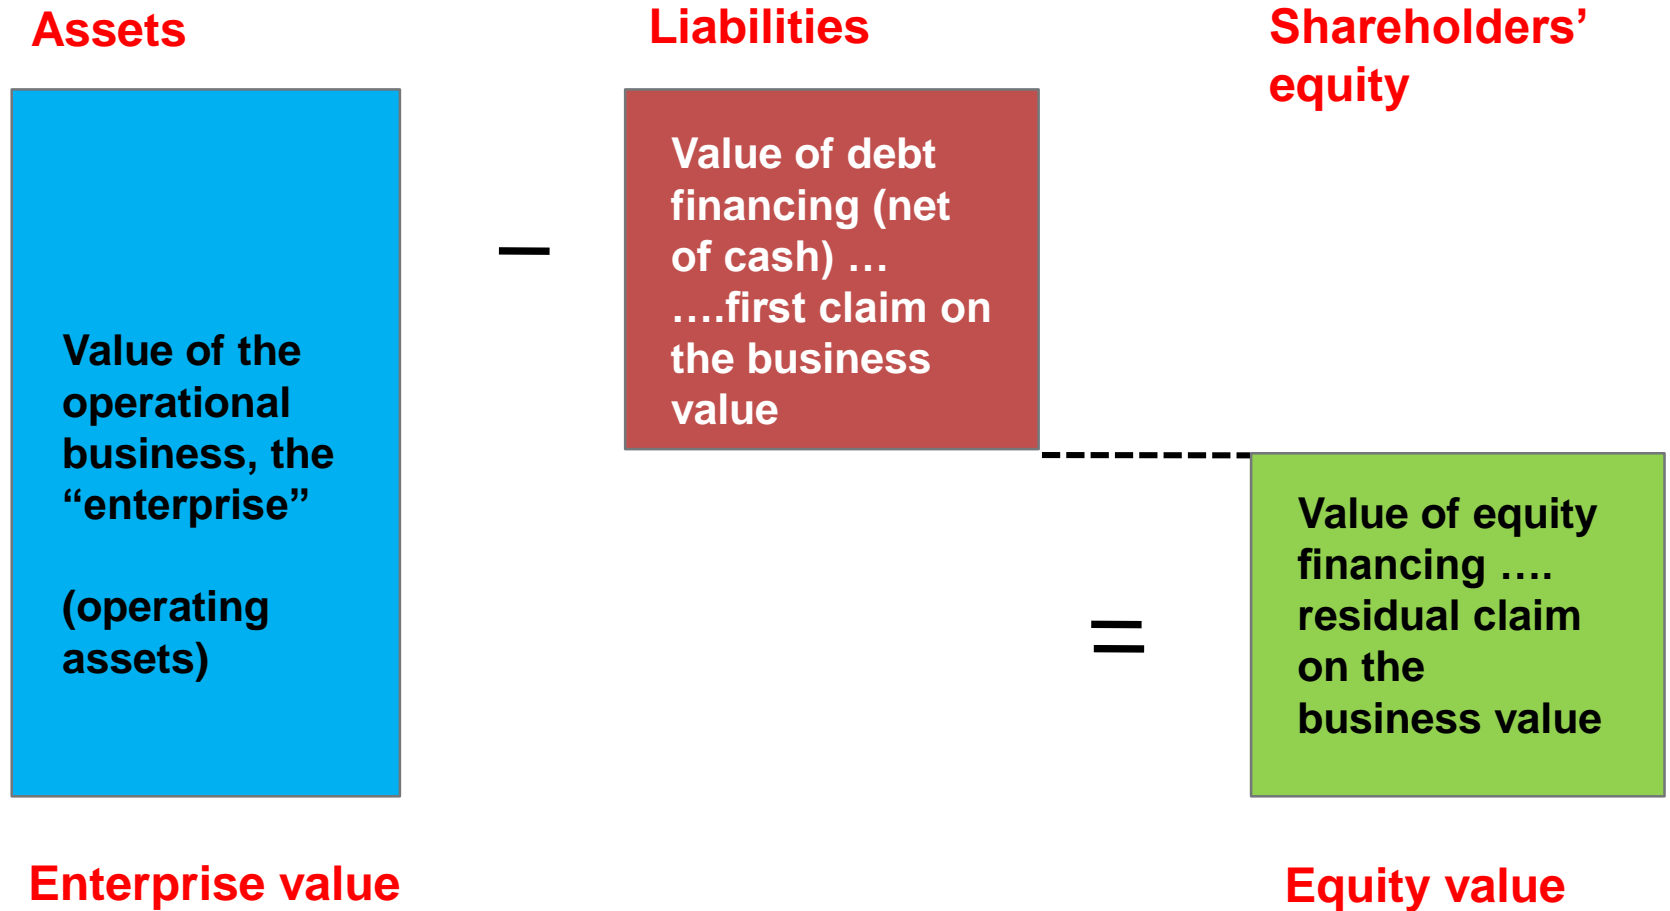 Assets
Liabilities
Shareholders’
equity
Value of the
operational
business, the
“enterprise”
(operating
assets)
–
Value of debt
financing (net
of cash) …
….first claim on
the business
value
=
Value of equity
financing ….
residual claim
on the
business value
Enterprise value
Equity value